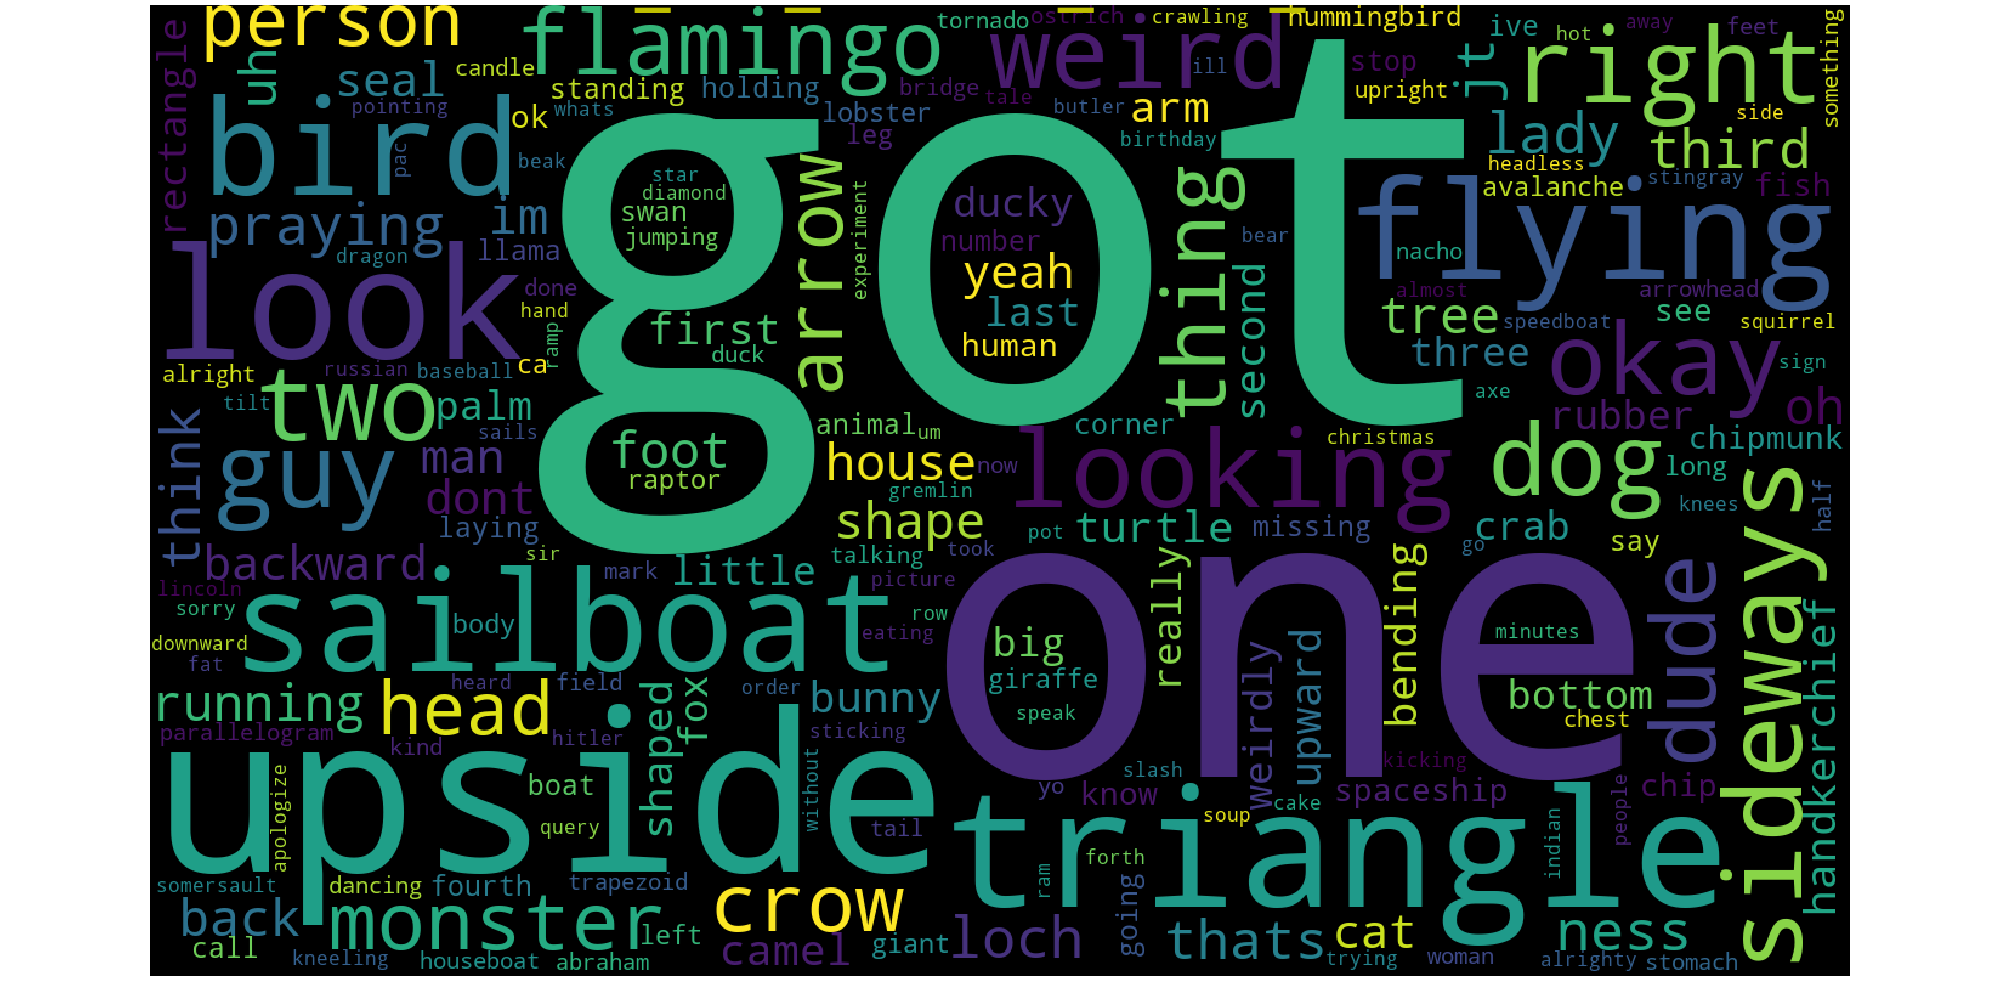 person
flamingo
tornado
ostrich
crawling
hummingbird
ive
hot
away
feet
something
rectangle
uh
seal
candle
standing
holding
weird
ill
stop
jt
right
pointing
ok
whats
bridge
tale
butler
arm
upright
side
bird
pac
beak
lobster
leg
birthday
lady
third
headless
got
star
diamond
swan
jumping
arrow
experiment
ducky
number
yeah
last
human
thing
bear
second
flying
avalanche
stingray
fish
nacho
praying
im
llama
dragon
look
done
hand
ramp
first
duck
almost
arrowhead
tree
speedboat
see
squirrel
three
okay
sign
alright
russian
baseball
ca
axe
two
tilt
palm
sails
foot
raptor
animal
um
corner
christmas
rubber
oh
chipmunk
think
guy
man
dont
laying
house
now
gremlin
looking
dog
long
knees
half
shape
pot
turtle
missing
crab
go
say
sideways
backward
sir
mark
little
talking
took
picture
really
bending
dude
handkerchief
lincoln
sorry
sailboat
body
row
eating
one
big
giraffe
speak
minutes
downward
fat
heard
field
order
bunny
weirdly
upward
bottom
chest
running
head
shaped
fox
parallelogram
kind
hitler
sticking
without
slash
kicking
upside
apologize
boat
query
tail
yo
know
soup
cake
spaceship
people
chip
triangle
forth
ram
indian
somersault
dancing
fourth
trapezoid
crow
going
back
monster
left
camel
giant
loch
thats
cat
ness
call
kneeling
houseboat
abraham
trying
woman
alrighty
stomach